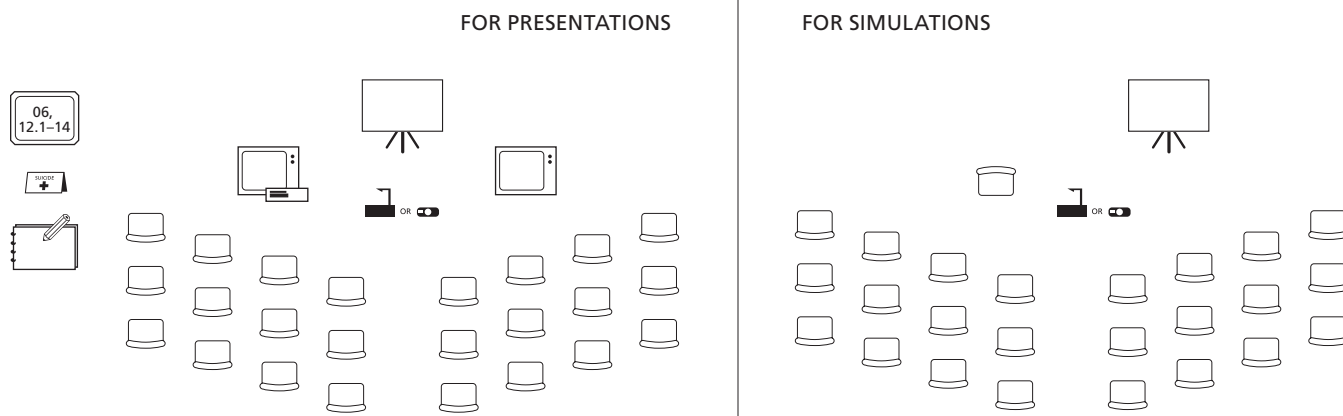 FOR PRESENTATIONS
06,
12.1–14
SUICIDE
OR
FOR SIMULATIONS
OR